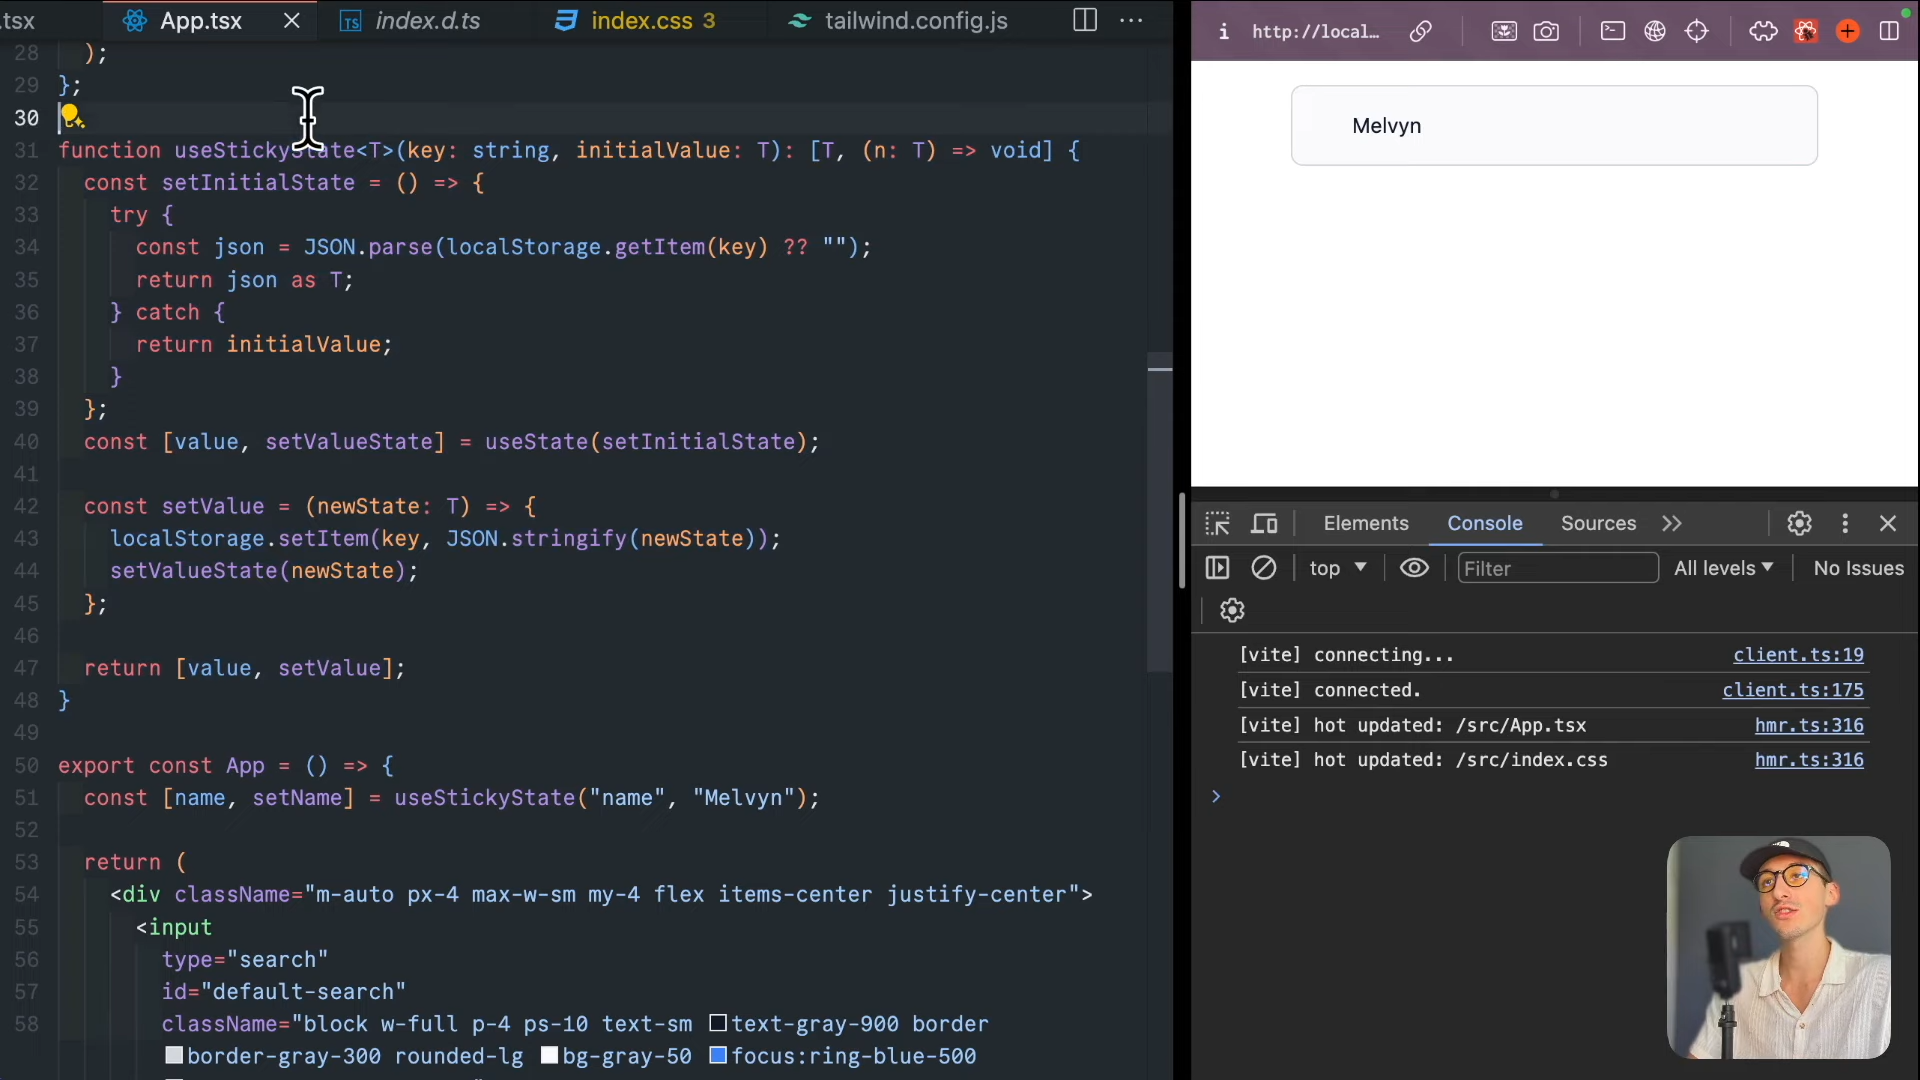 .tsx
App.tsx
index.d.ts
index.css 3
tailwind.config.js
28 );
29 };
30
31 function useStickyState<T>(key: string, initialValue: T): [T, (n: T) => void] {
32 const setInitialState = () => {
33 try {
34 const json = JSON.parse(localStorage.getItem(key) ?? "");
35 return json as T;
36 } catch {
37 return initialValue;
38 }
39 };
40 const [value, setValueState] = useState(setInitialState);
41
42 const setValue = (newState: T) => {
43 localStorage.setItem(key, JSON.stringify(newState));
44 setValueState(newState);
45 };
46
47 return [value, setValue];
48 }
49
50 export const App = () => {
51 const [name, setName] = useStickyState("name", "Melvyn");
52
53 return (
54 <div className="m-auto px-4 max-w-sm my-4 flex items-center justify-center">
55 <input
56 type="search"
57 id="default-search"
58 className="block w-full p-4 ps-10 text-sm text-gray-900 border
border-gray-300 rounded-lg bg-gray-50 focus:ring-blue-500
http://local…
Melvyn
Elements
Console
Sources
top
Filter
All levels
No Issues
[vite] connecting... client.ts:19
[vite] connected. client.ts:175
[vite] hot updated: /src/App.tsx hmr.ts:316
[vite] hot updated: /src/index.css hmr.ts:316